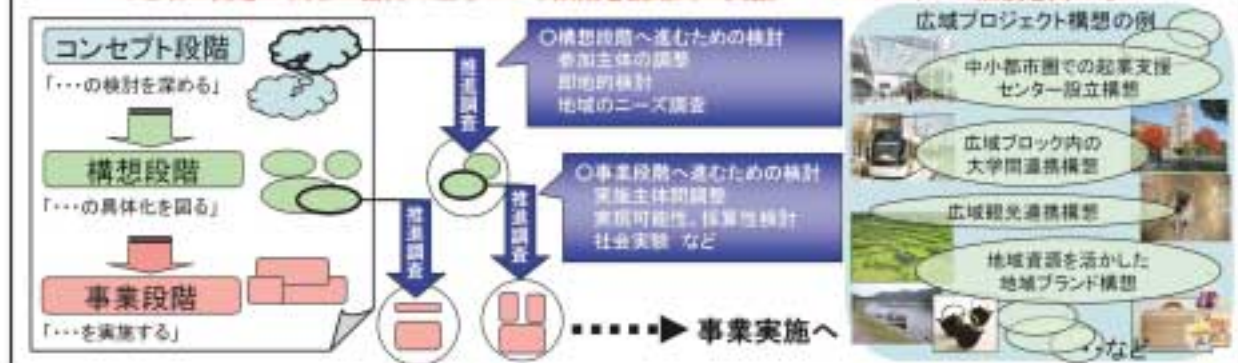 コンセプト段階
「・・・の検討を深める」
構想段階
「・・・の具体化を図る」
事業段階
「・・・を実施する」
推進調査
〇構想段階へ進むための検討
参加主体の調整
即地的検討
地域のニーズ調査
推進調査
推進調査
〇事業段階へ進むための検討
実施主体間調整
実現可能性、採算性検討
社会実験 など
事業実施へ
広域プロジェクト構想の例
中小都市圏での起業支援
センター設立構想
広域ブロック内の
大学間連携構想
広域観光連携構想
地域資源を活かした
地域ブランド構想
・・など